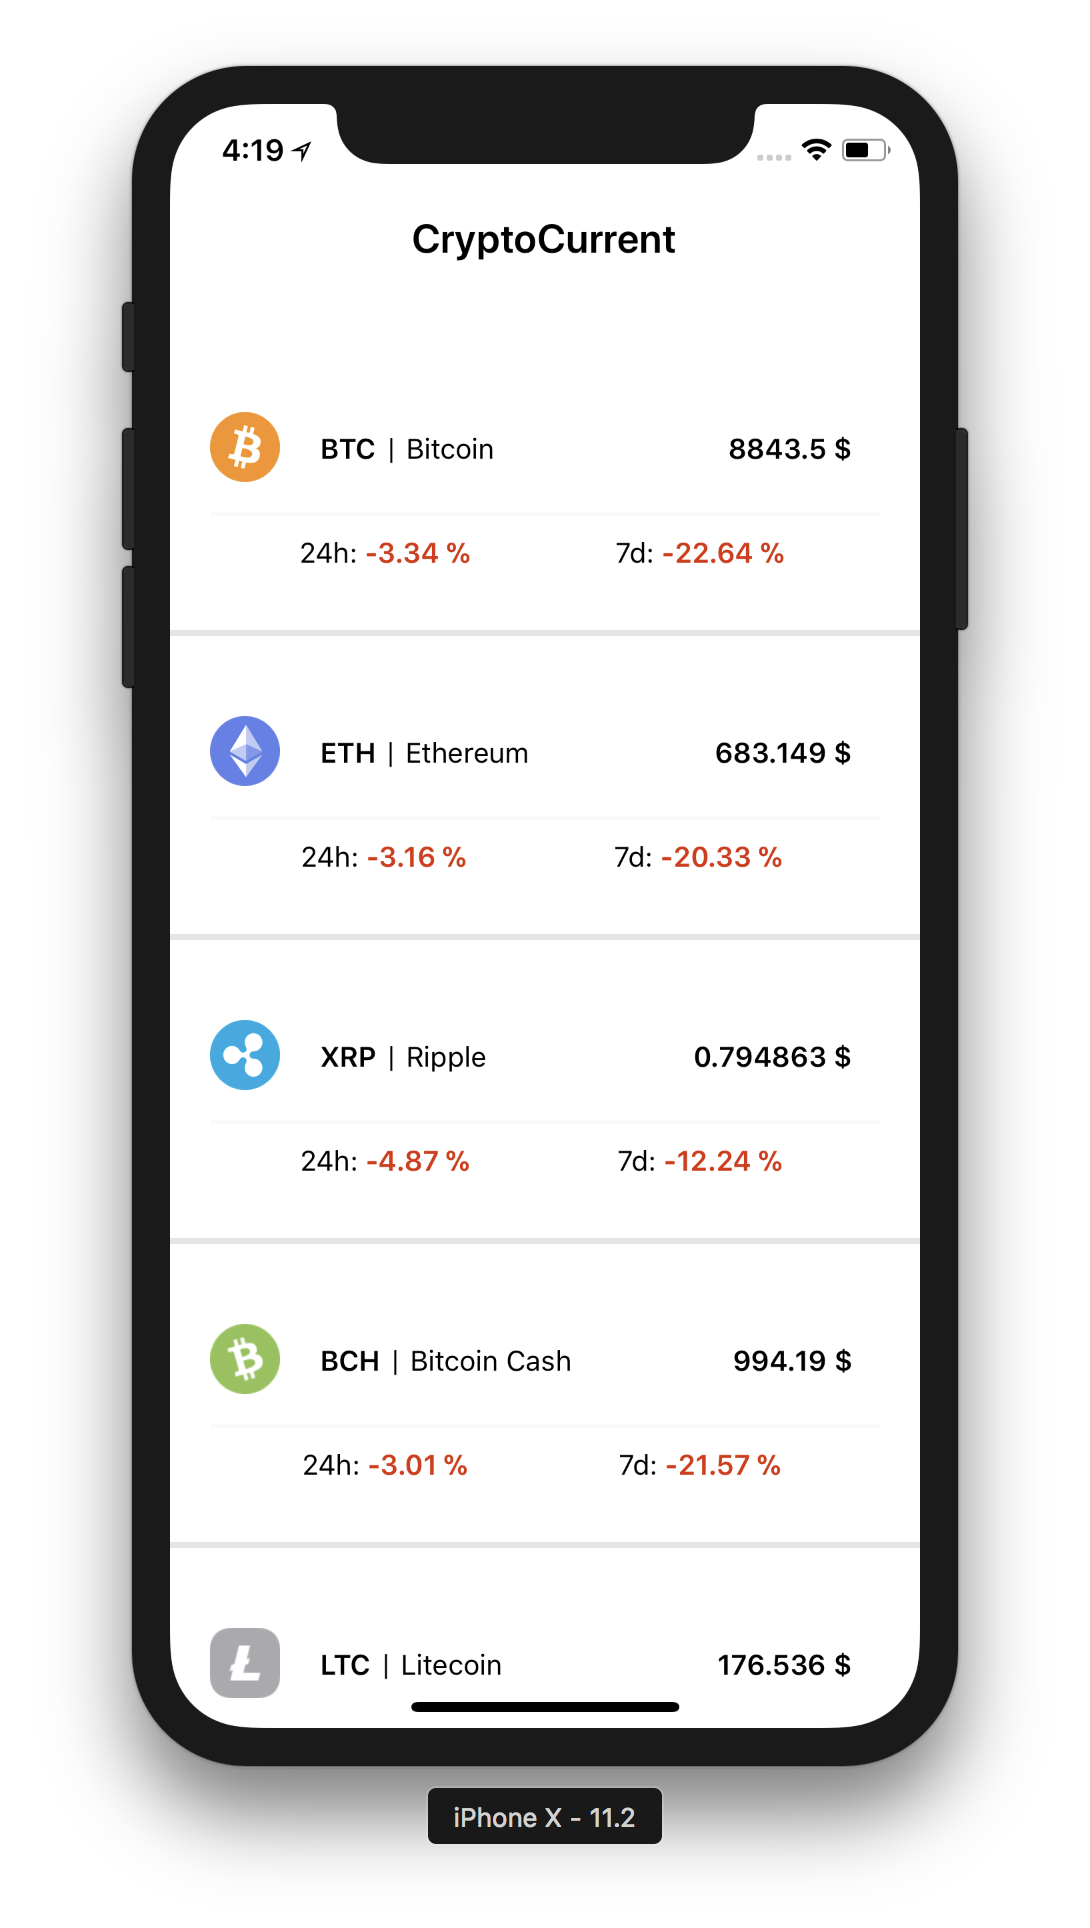 4:19
CryptoCurrent
BTC | Bitcoin 8843.5 $
24h: -3.34 % 7d: -22.64 %
ETH | Ethereum 683.149 $
24h: -3.16 % 7d: -20.33 %
XRP | Ripple 0.794863 $
24h: -4.87 % 7d: -12.24 %
BCH | Bitcoin Cash 994.19 $
24h: -3.01 % 7d: -21.57 %
LTC | Litecoin 176.536 $
iPhone X - 11.2